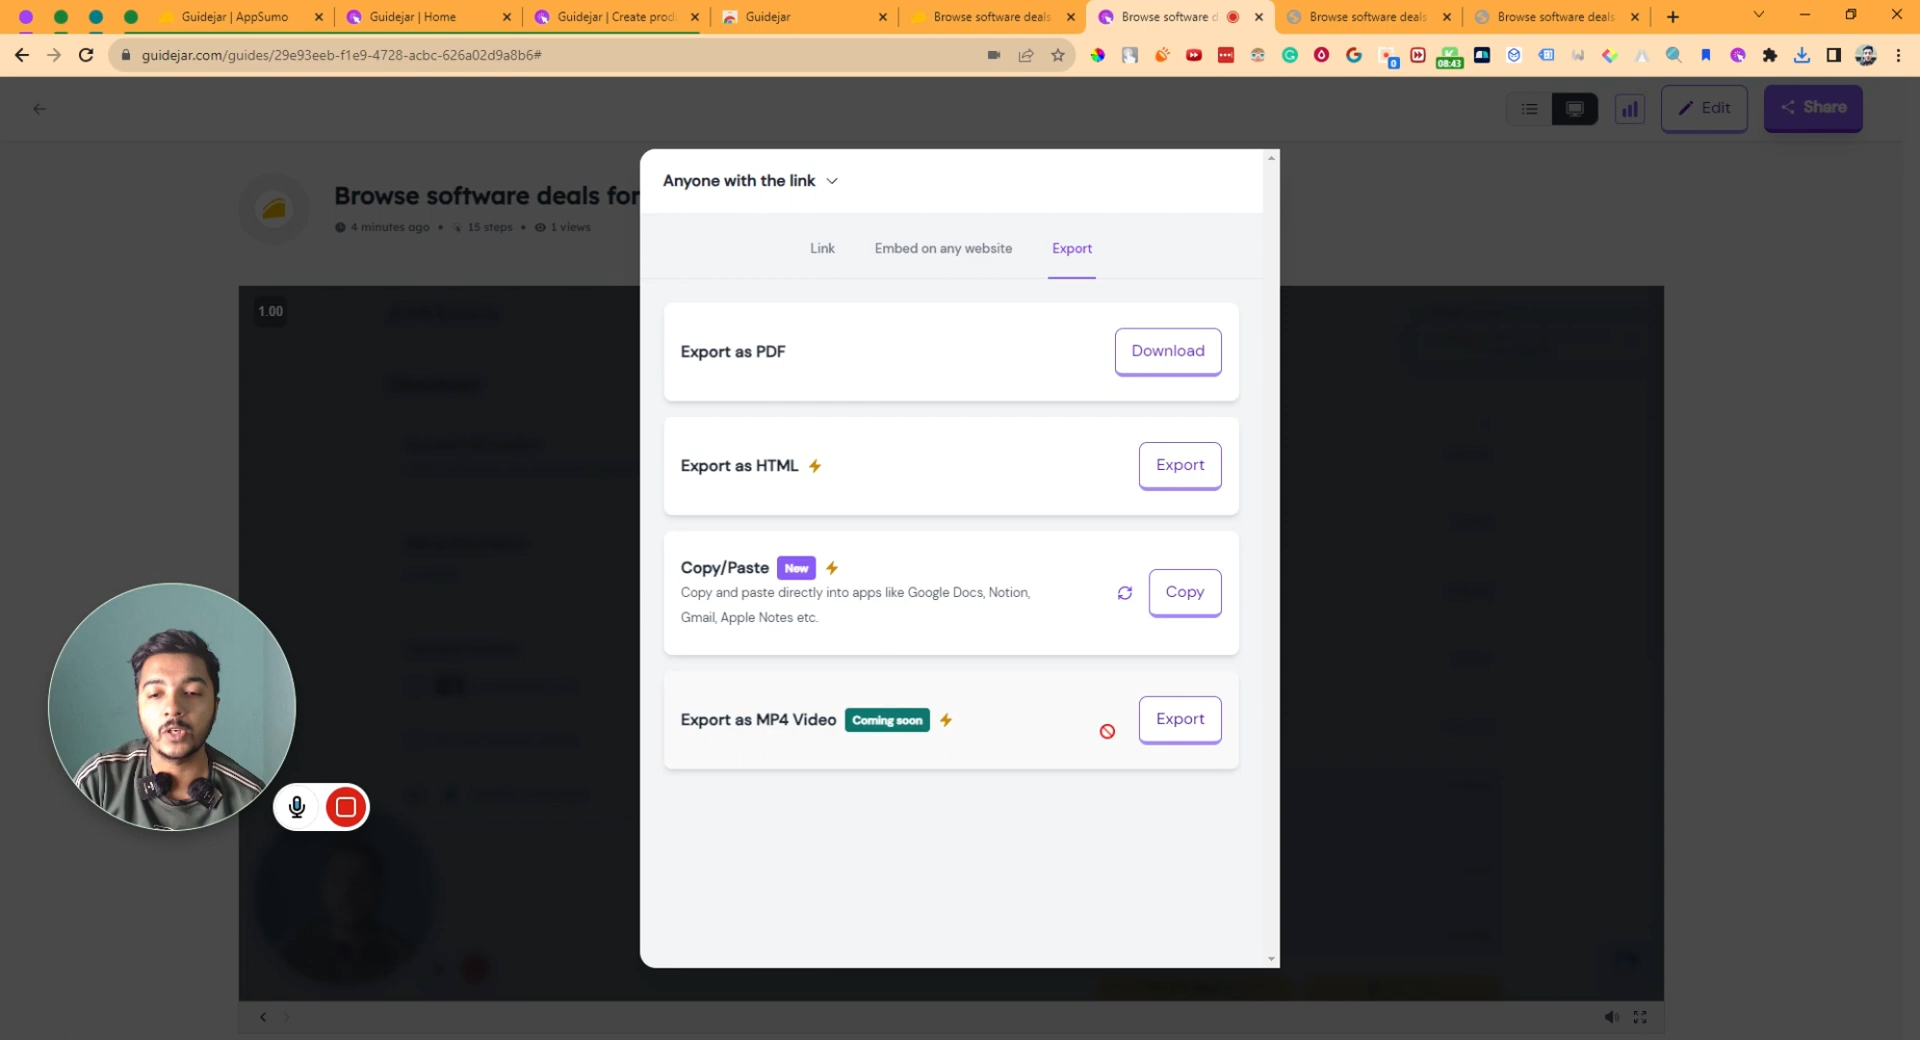 Guidejar | AppSumo
Guidejar | Home
Guidejar | Create prod
Guidejar
Browse software deals
Browse software d
Browse software deals
Browse software deals
guidejar.com/guides/29e93eeb-f1e9-4728-acbc-626a02d9a8b6#
0
08:43
Edit
Share
Browse software deals for
4 minutes ago • 15 steps • 1 views
1.00
Anyone with the link
Link
Embed on any website
Export
Export as PDF
Download
Export as HTML
Export
Copy/Paste New
Copy and paste directly into apps like Google Docs, Notion,
Gmail, Apple Notes etc.
Copy
Export as MP4 Video Coming soon
Export